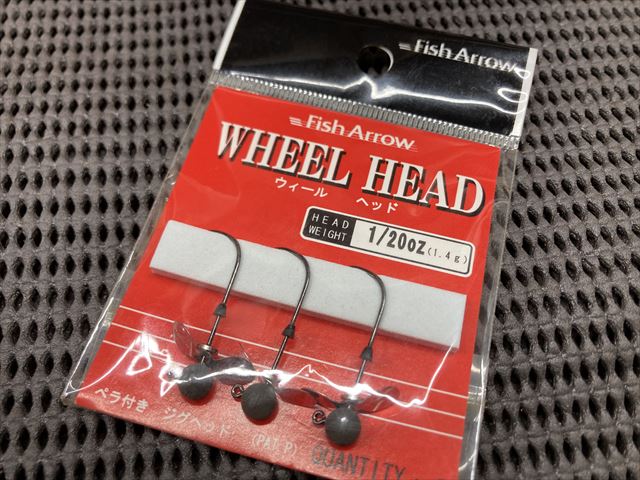 Fish Arrow
Fish Arrow
WHEEL HEAD
ウィール ヘッド
HEAD WEIGHT 1/20oz(1.4g)
ペラ付き ジグヘッド (PAT.P)
QUANTITY